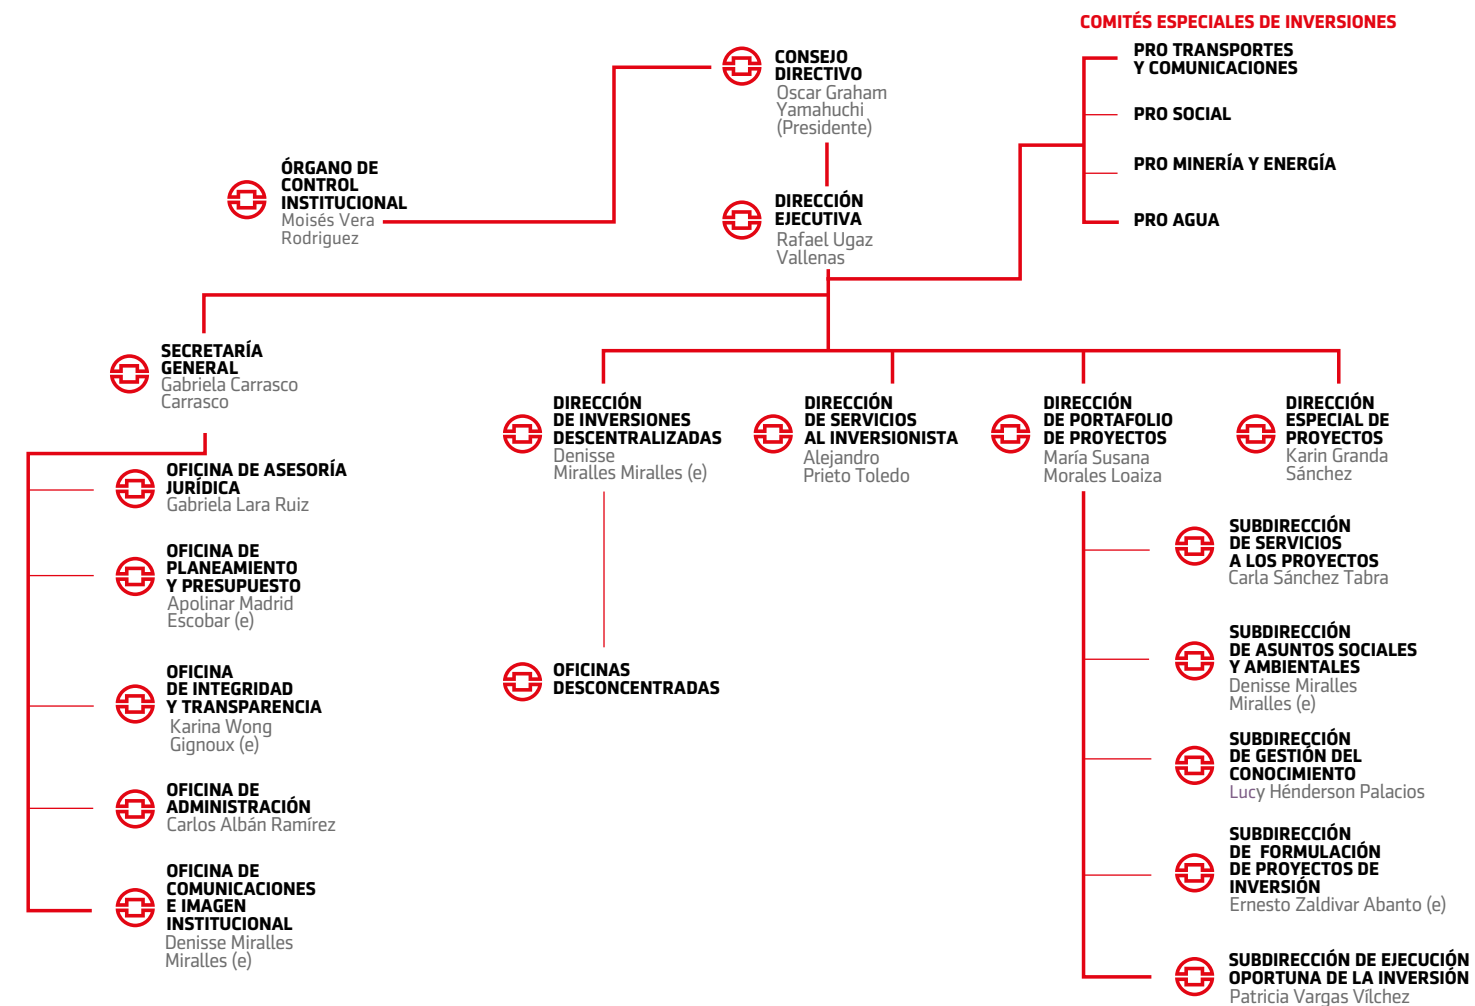 COMITÉS ESPECIALES DE INVERSIONES
PRO TRANSPORTES
Y COMUNICACIONES
PRO SOCIAL
PRO MINERÍA Y ENERGÍA
PRO AGUA
CONSEJO
DIRECTIVO
Oscar Graham
Yamahuchi
(Presidente)
ÓRGANO DE
CONTROL
INSTITUCIONAL
Moisés Vera
Rodriguez
DIRECCIÓN
EJECUTIVA
Rafael Ugaz
Vallenas
SECRETARÍA
GENERAL
Gabriela Carrasco
Carrasco
OFICINA DE ASESORÍA
JURÍDICA
Gabriela Lara Ruiz
OFICINA DE
PLANEAMIENTO
Y PRESUPUESTO
Apolinar Madrid
Escobar (e)
OFICINA
DE INTEGRIDAD
Y TRANSPARENCIA
Karina Wong
Gignoux (e)
OFICINA DE
ADMINISTRACIÓN
Carlos Albán Ramírez
OFICINA DE
COMUNICACIONES
E IMAGEN
INSTITUCIONAL
Denisse Miralles
Miralles (e)
DIRECCIÓN
DE INVERSIONES
DESCENTRALIZADAS
Denisse
Miralles Miralles (e)
OFICINAS
DESCONCENTRADAS
DIRECCIÓN
DE SERVICIOS
AL INVERSIONISTA
Alejandro
Prieto Toledo
DIRECCIÓN
DE PORTAFOLIO
DE PROYECTOS
María Susana
Morales Loaiza
DIRECCIÓN
ESPECIAL DE
PROYECTOS
Karin Granda
Sánchez
SUBDIRECCIÓN
DE SERVICIOS
A LOS PROYECTOS
Carla Sánchez Tabra
SUBDIRECCIÓN
DE ASUNTOS SOCIALES
Y AMBIENTALES
Denisse Miralles
Miralles (e)
SUBDIRECCIÓN
DE GESTIÓN DEL
CONOCIMIENTO
Lucy Hénderson Palacios
SUBDIRECCIÓN
DE FORMULACIÓN
DE PROYECTOS DE
INVERSIÓN
Ernesto Zaldivar Abanto (e)
SUBDIRECCIÓN DE EJECUCIÓN
OPORTUNA DE LA INVERSIÓN
Patricia Vargas Vílchez